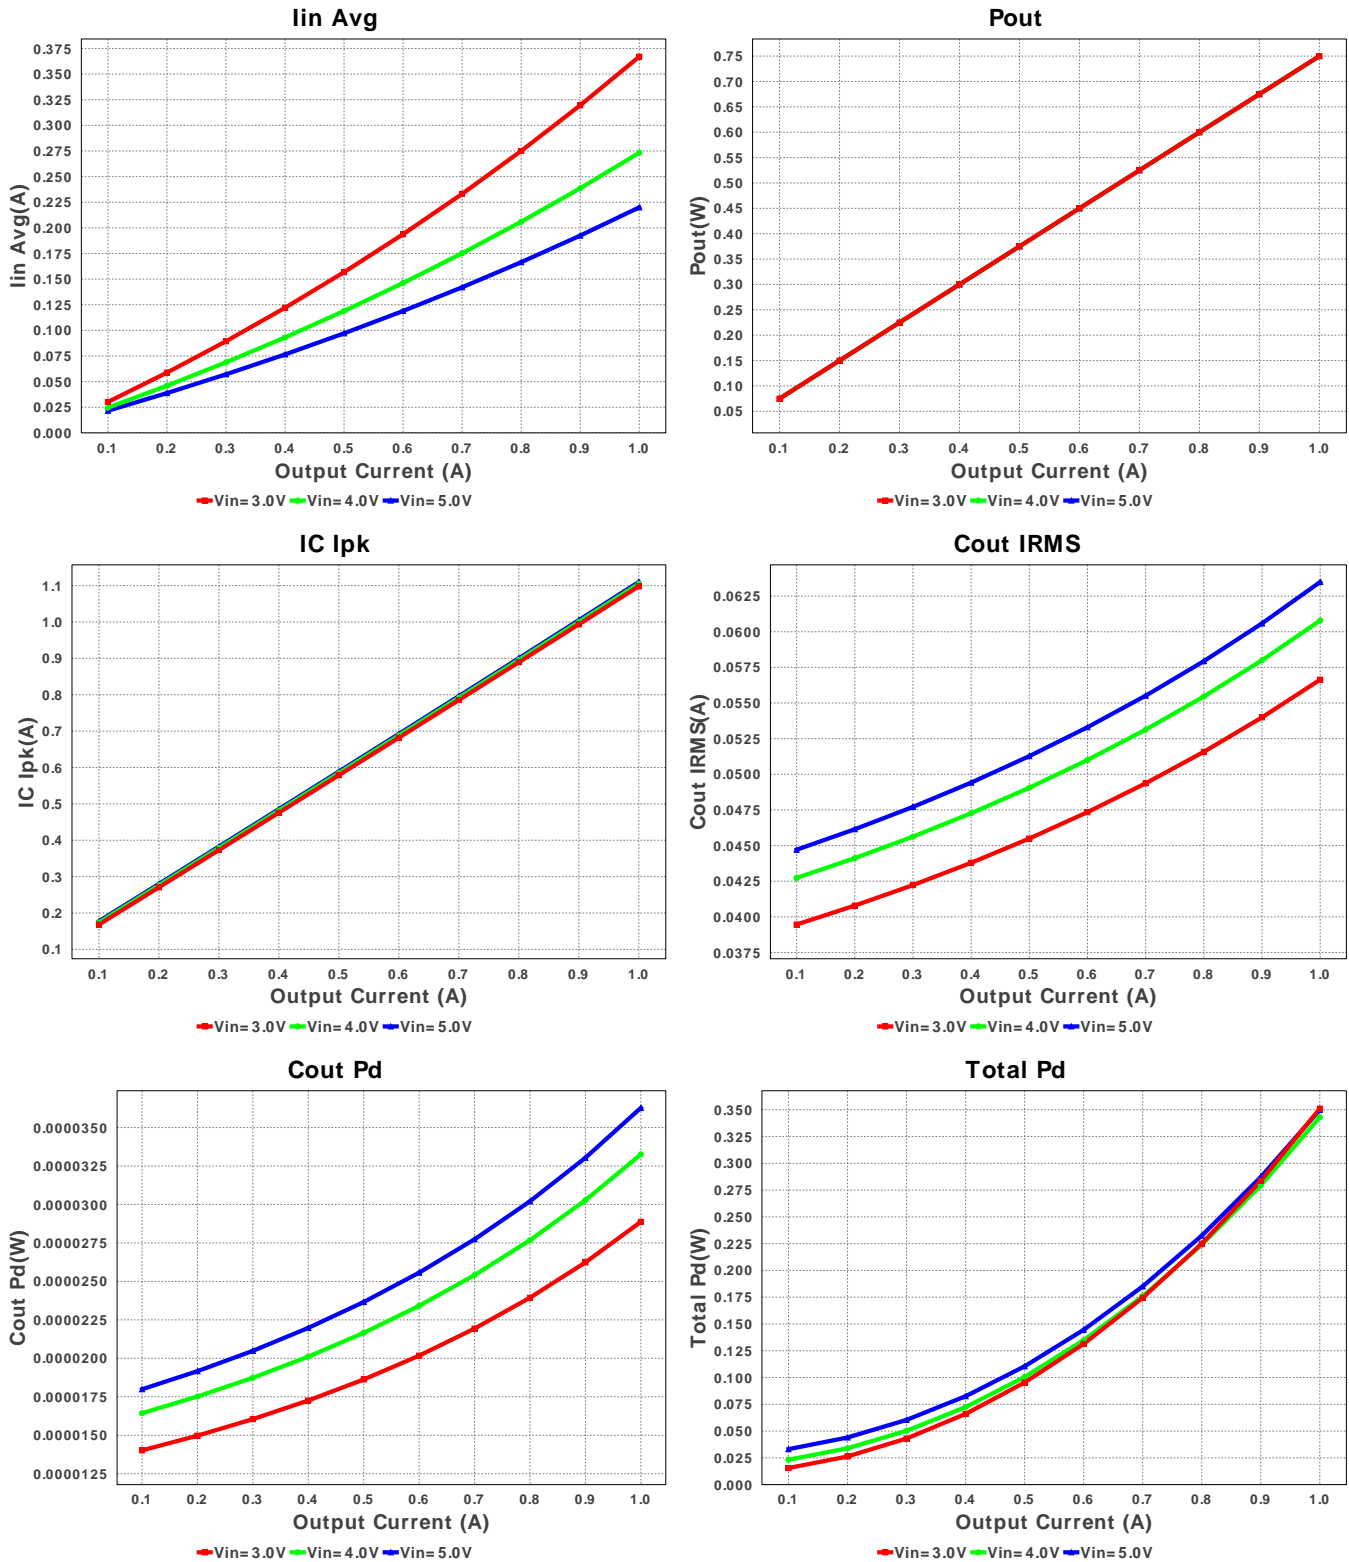 Iin Avg
0.375
0.350
0.325
0.300
0.275
0.250
0.225
0.200
0.175
0.150
0.125
0.100
0.075
0.050
0.025
0.000
Iin Avg(A)
0.1 0.2 0.3 0.4 0.5 0.6 0.7 0.8 0.9 1.0
Output Current (A)
Vin= 3.0V Vin= 4.0V Vin= 5.0V
Pout
0.75
0.70
0.65
0.60
0.55
0.50
0.45
0.40
0.35
0.30
0.25
0.20
0.15
0.10
0.05
Pout(W)
0.1 0.2 0.3 0.4 0.5 0.6 0.7 0.8 0.9 1.0
Output Current (A)
Vin= 3.0V Vin= 4.0V Vin= 5.0V
IC Ipk
1.1
1.0
0.9
0.8
0.7
0.6
0.5
0.4
0.3
0.2
0.1
IC Ipk(A)
0.1 0.2 0.3 0.4 0.5 0.6 0.7 0.8 0.9 1.0
Output Current (A)
Vin= 3.0V Vin= 4.0V Vin= 5.0V
Cout IRMS
0.0625
0.0600
0.0575
0.0550
0.0525
0.0500
0.0475
0.0450
0.0425
0.0400
0.0375
Cout IRMS(A)
0.1 0.2 0.3 0.4 0.5 0.6 0.7 0.8 0.9 1.0
Output Current (A)
Vin= 3.0V Vin= 4.0V Vin= 5.0V
Cout Pd
0.0000350
0.0000325
0.0000300
0.0000275
0.0000250
0.0000225
0.0000200
0.0000175
0.0000150
0.0000125
Cout Pd(W)
0.1 0.2 0.3 0.4 0.5 0.6 0.7 0.8 0.9 1.0
Output Current (A)
Vin= 3.0V Vin= 4.0V Vin= 5.0V
Total Pd
0.350
0.325
0.300
0.275
0.250
0.225
0.200
0.175
0.150
0.125
0.100
0.075
0.050
0.025
0.000
Total Pd(W)
0.1 0.2 0.3 0.4 0.5 0.6 0.7 0.8 0.9 1.0
Output Current (A)
Vin= 3.0V Vin= 4.0V Vin= 5.0V